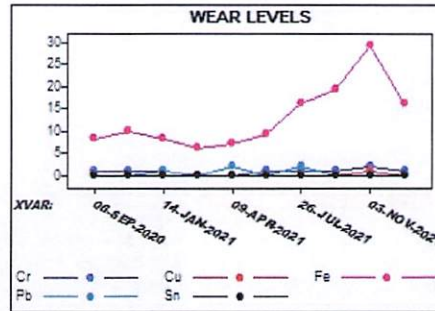 WEAR LEVELS
30
25
20
15
10
5
0
XVAR:
06-SEP-2020
14-JAN-2021
09-APR-2021
26-JUL-2021
03-NOV-202
Cr
Cu
Fe
Pb
Sn